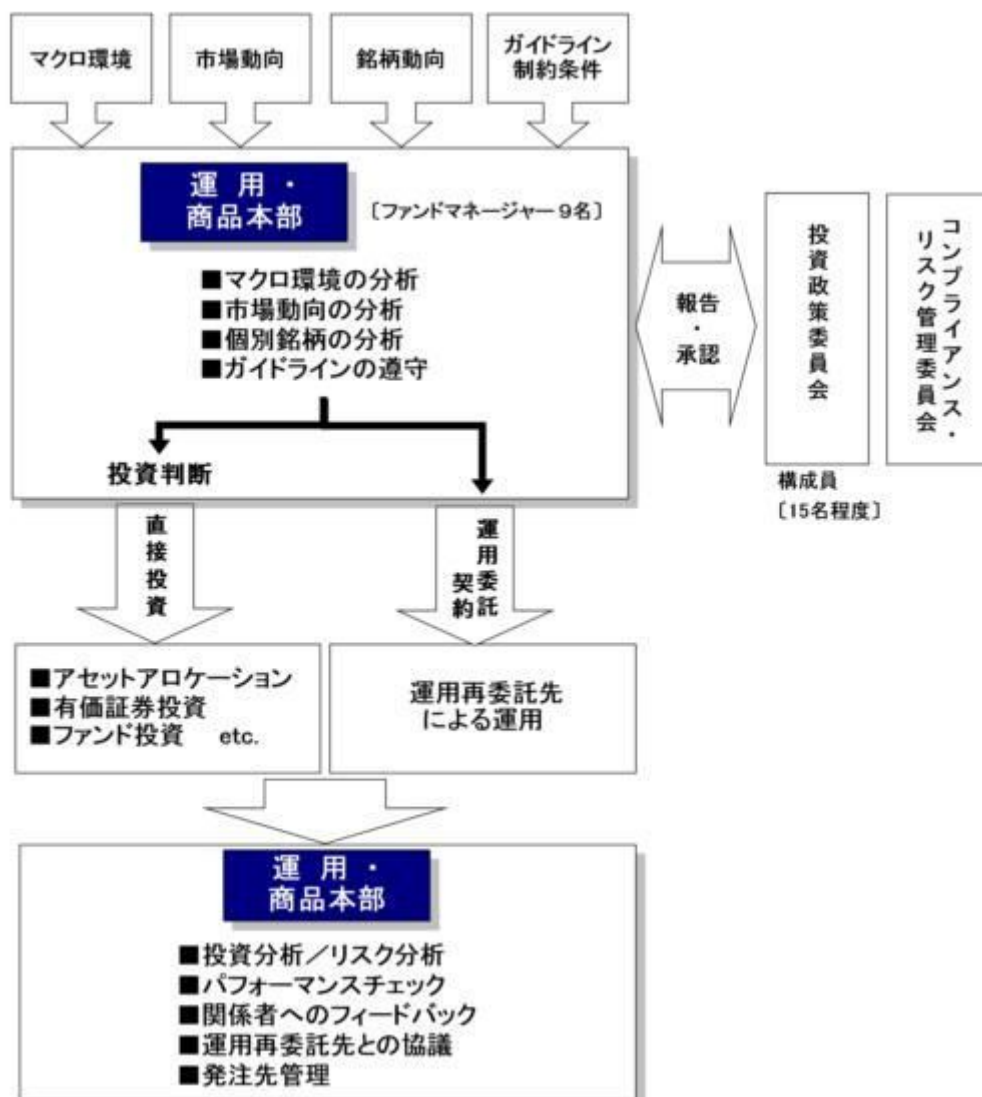 マクロ環境
市場動向
銘柄動向
ガイドライン
制約条件
運 用 ・
商品本部
〔ファンドマネージャー 9名〕
■マクロ環境の分析
■市場動向の分析
■個別銘柄の分析
■ガイドラインの遵守
投資判断
報告
・
承認
投資政策委員会
コンプライアンス・
リスク管理委員会
構成員
〔15名程度〕
直接投資
運用委託
契約
■アセットアロケーション
■有価証券投資
■ファンド投資 etc.
運用再委託先
による運用
運 用 ・
商品本部
■投資分析／リスク分析
■パフォーマンスチェック
■関係者へのフィードバック
■運用再委託先との協議
■発注先管理